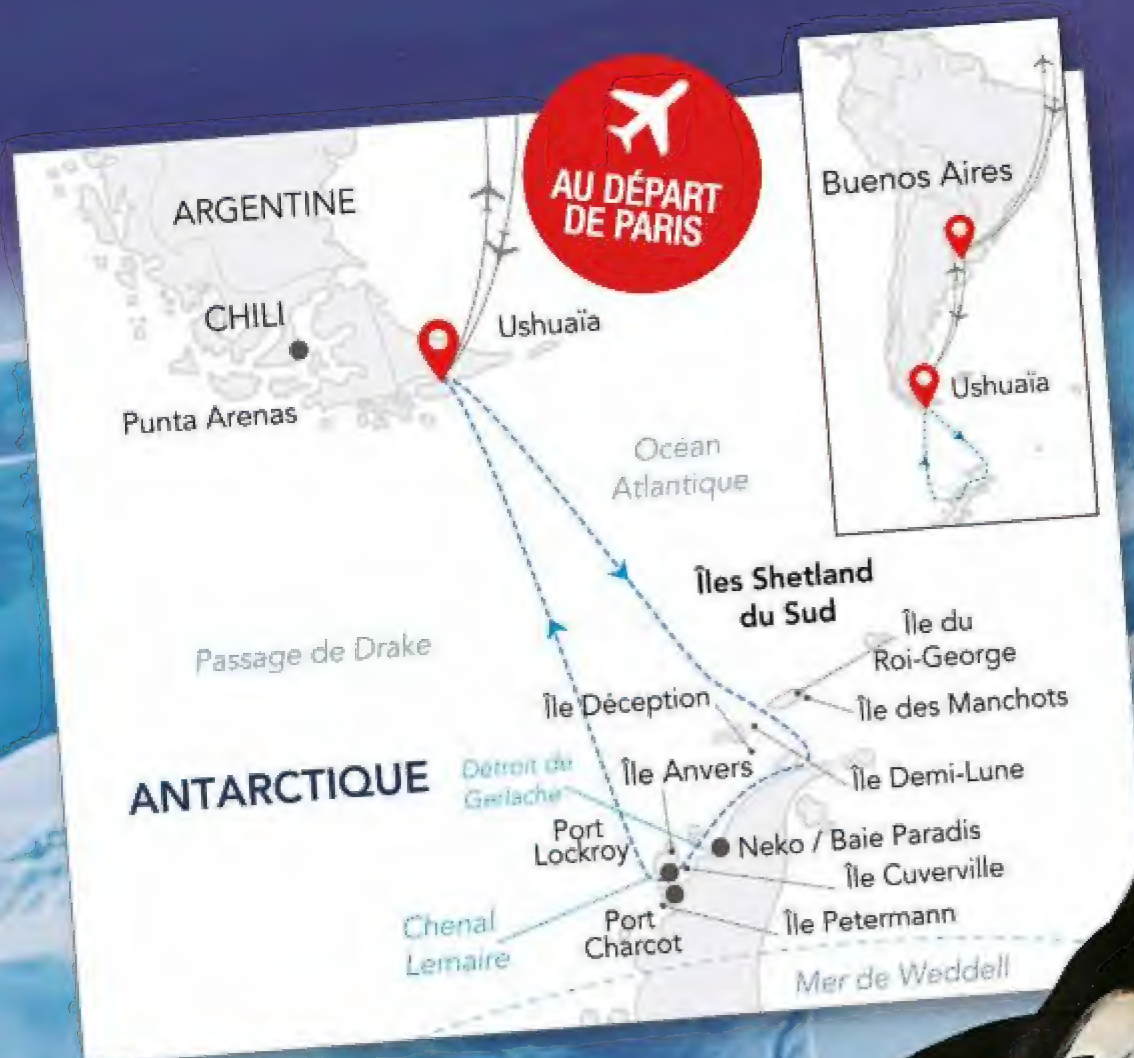 AU DÉPART
DE PARIS
ARGENTINE
CHILI
Punta Arenas
Ushuaïa
Buenos Aires
Ushuaïa
Océan
Atlantique
Passage de Drake
Îles Shetland
du Sud
Île du
Roi-George
Île des Manchots
Île Déception
ANTARCTIQUE
Détroit de
Gerlache
Île Anvers
Île Demi-Lune
Port
Lockroy
Neko / Baie Paradis
Île Cuverville
Chenal
Lemaire
Port
Charcot
Île Petermann
Mer de Weddell